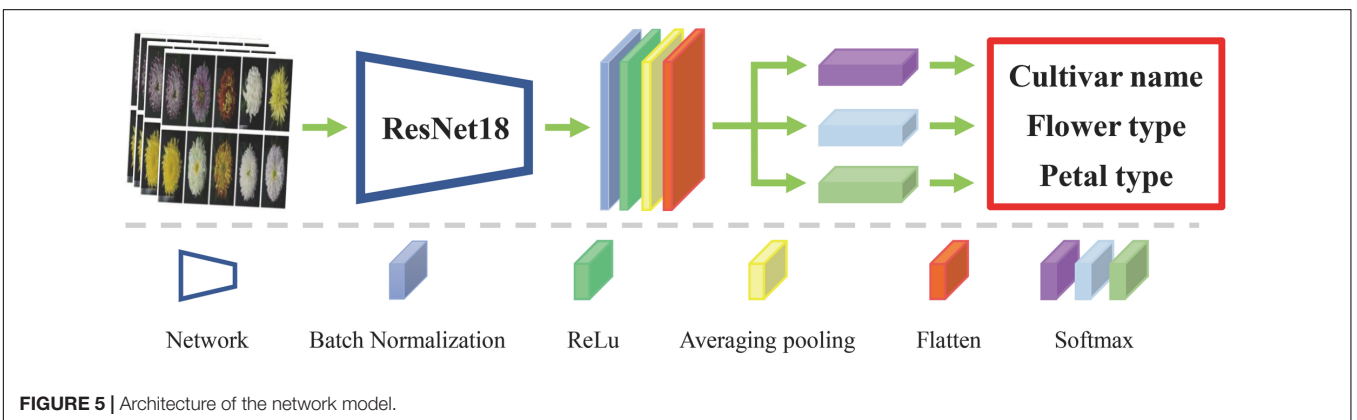 ResNet18
Cultivar name
Flower type
Petal type
Network
Batch Normalization
ReLu
Averaging pooling
Flatten
Softmax
FIGURE 5 | Architecture of the network model.